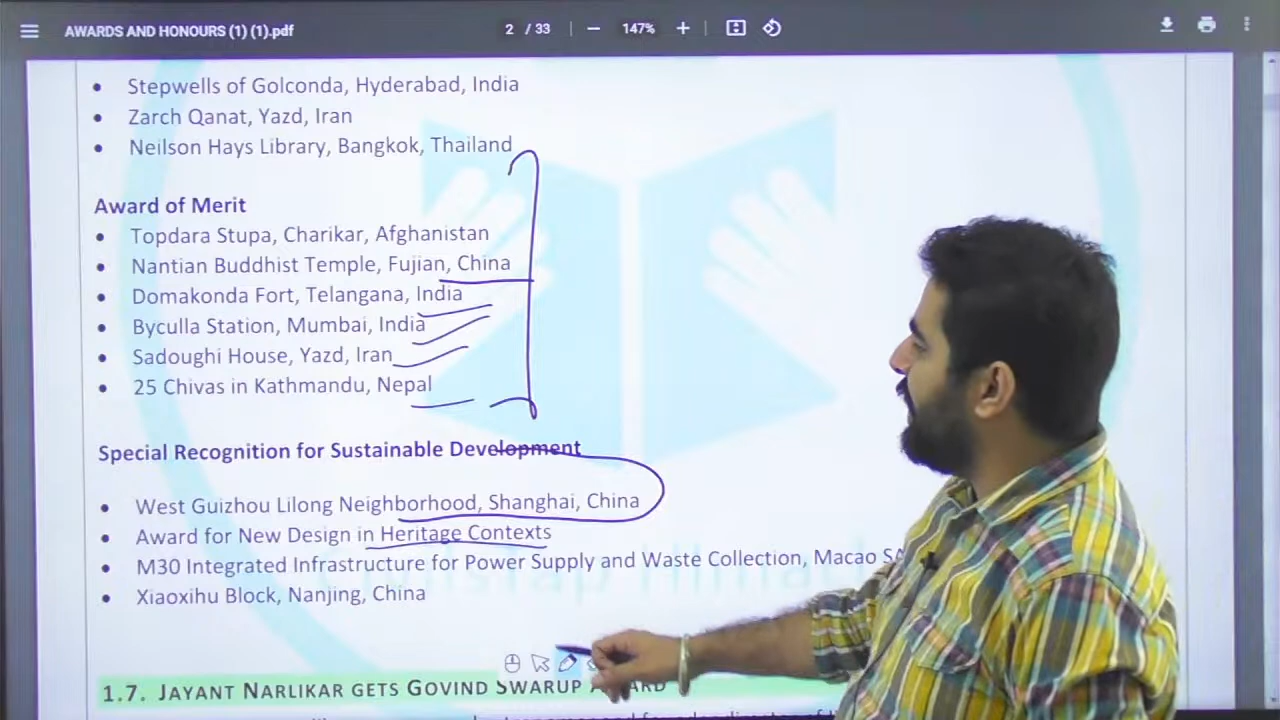 AWARDS AND HONOURS (1) (1).pdf
2 / 33
147%
Stepwells of Golconda, Hyderabad, India
Zarch Qanat, Yazd, Iran
Neilson Hays Library, Bangkok, Thailand
Award of Merit
Topdara Stupa, Charikar, Afghanistan
Nantian Buddhist Temple, Fujian, China
Domakonda Fort, Telangana, India
Byculla Station, Mumbai, India
Sadoughi House, Yazd, Iran
25 Chivas in Kathmandu, Nepal
Special Recognition for Sustainable Development
West Guizhou Lilong Neighborhood, Shanghai, China
Award for New Design in Heritage Contexts
M30 Integrated Infrastructure for Power Supply and Waste Collection, Macao
Xiaoxihu Block, Nanjing, China
1.7. JAYANT NARLIKAR GETS GOVIND SWARUP AWARD